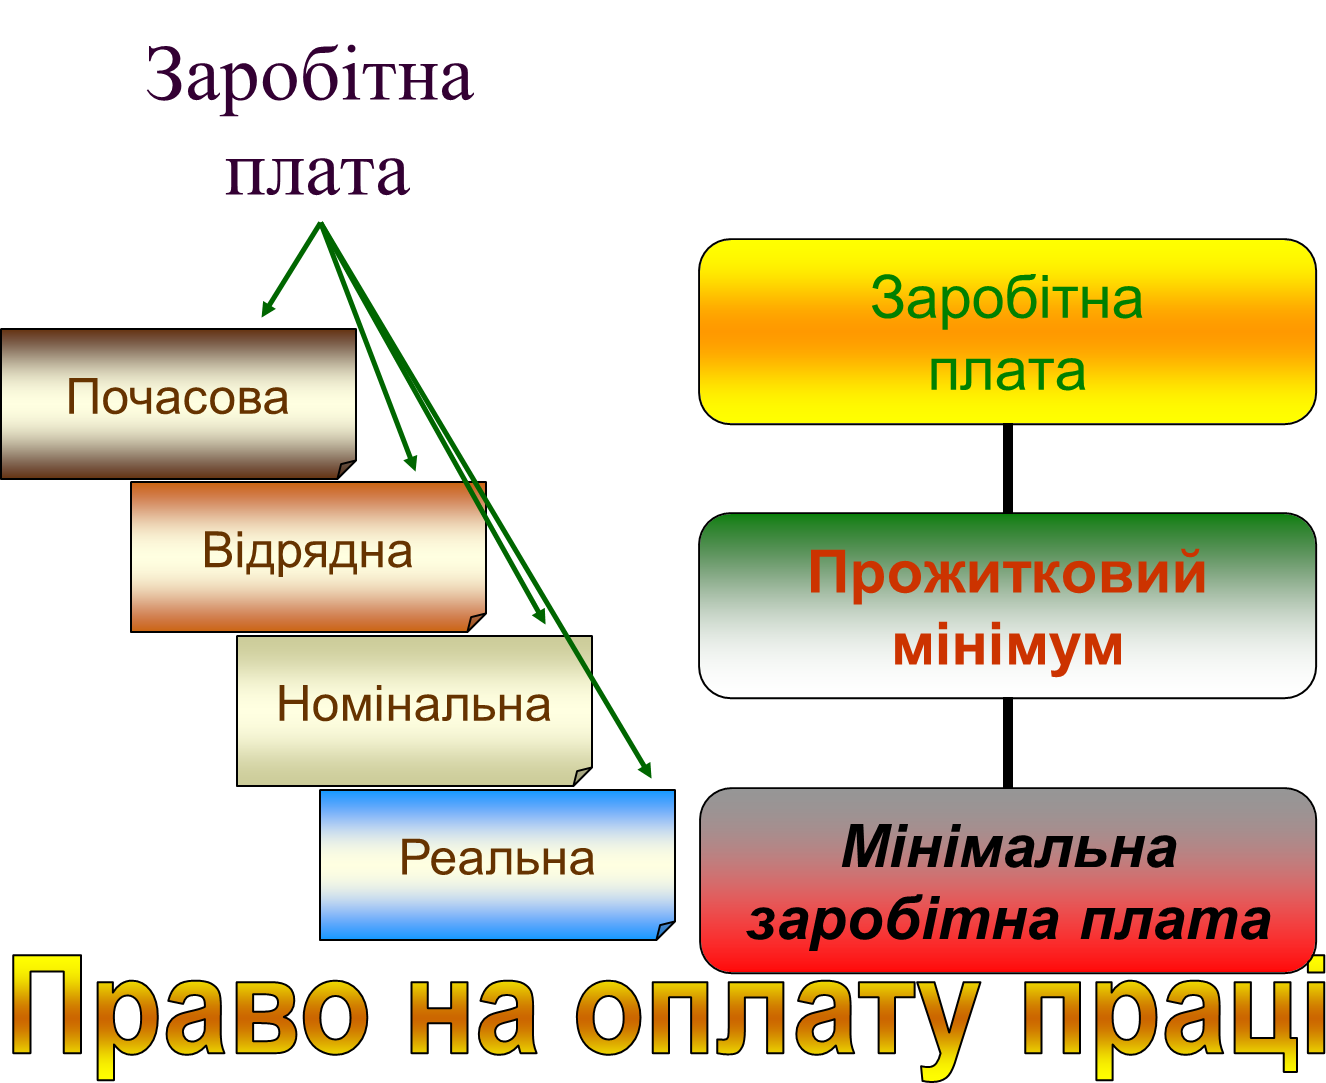 Заробітна
плата
Почасова
Відрядна
Номінальна
Реальна
Заробітна
плата
Прожитковий
мінімум
Мінімальна
заробітна плата
Право на оплату праці